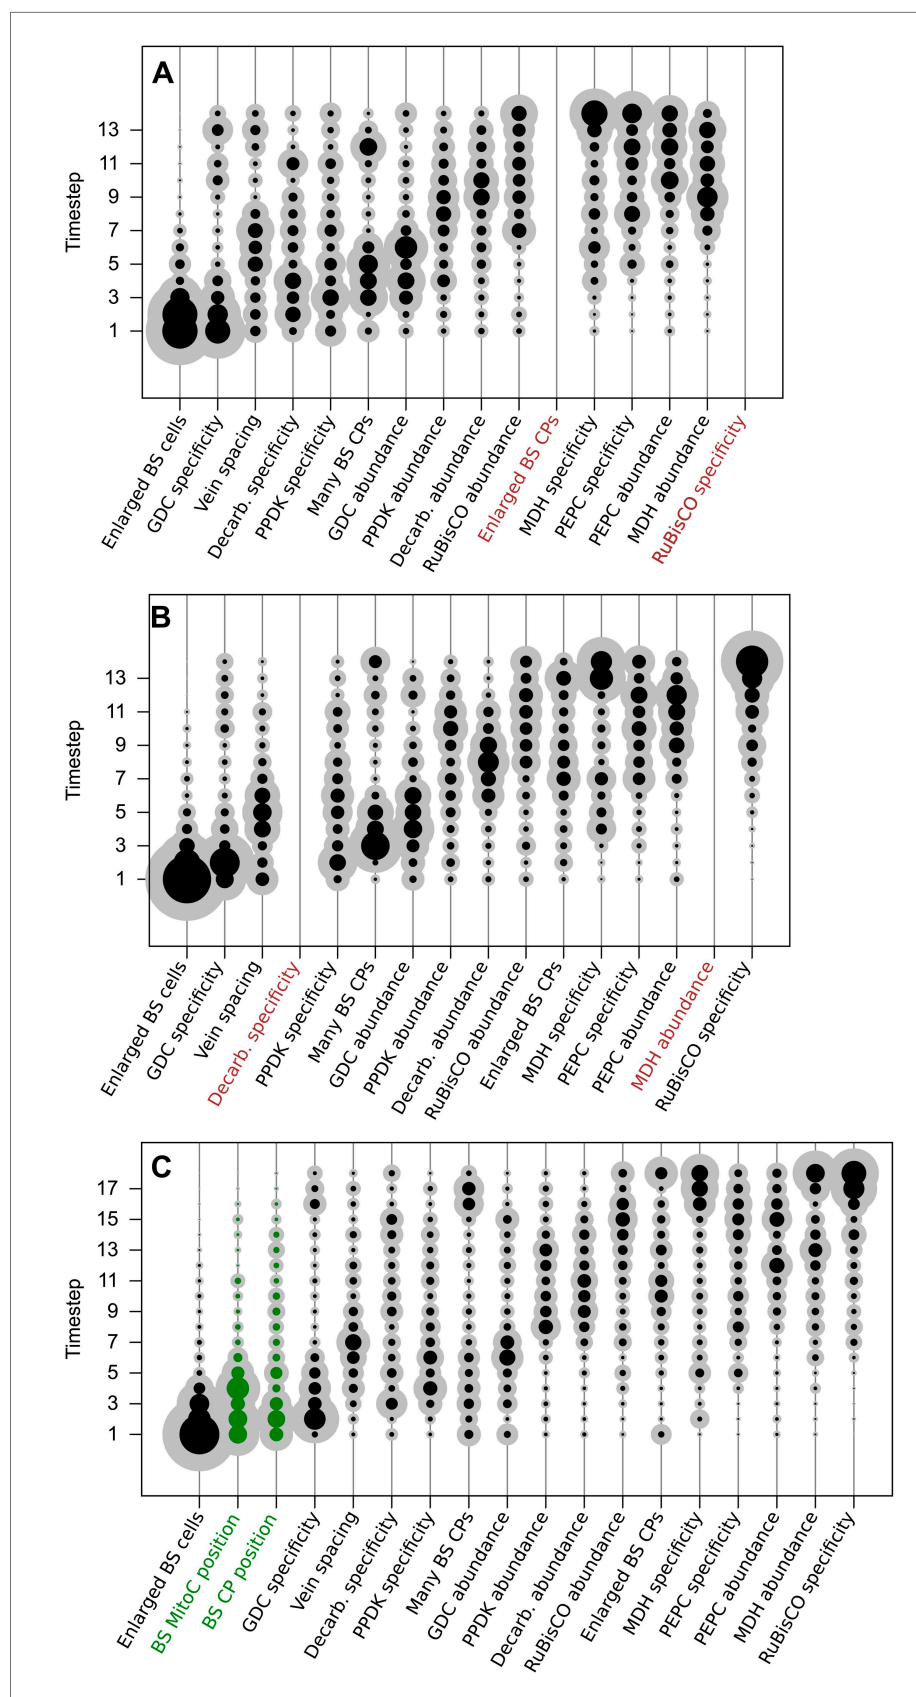 A
Timestep
13
11
9
7
5
3
1
Enlarged BS cells
GDC specificity
Vein spacing
Decarb. specificity
PPDK specificity
Many BS CPs
GDC abundance
PPDK abundance
Decarb. abundance
RuBisCO abundance
Enlarged BS CPs
MDH specificity
PEPC specificity
PEPC abundance
MDH abundance
RuBisCO specificity
B
Timestep
13
11
9
7
5
3
1
Enlarged BS cells
GDC specificity
Vein spacing
Decarb. specificity
PPDK specificity
Many BS CPs
GDC abundance
PPDK abundance
Decarb. abundance
RuBisCO abundance
Enlarged BS CPs
MDH specificity
PEPC specificity
PEPC abundance
MDH abundance
RuBisCO specificity
C
Timestep
17
15
13
11
9
7
5
3
1
Enlarged BS cells
BS MitoC position
BS CP position
GDC specificity
Vein spacing
Decarb. specificity
PPDK specificity
Many BS CPs
GDC abundance
PPDK abundance
Decarb. abundance
RuBisCO abundance
Enlarged BS CPs
MDH specificity
PEPC specificity
PEPC abundance
MDH abundance
RuBisCO specificity